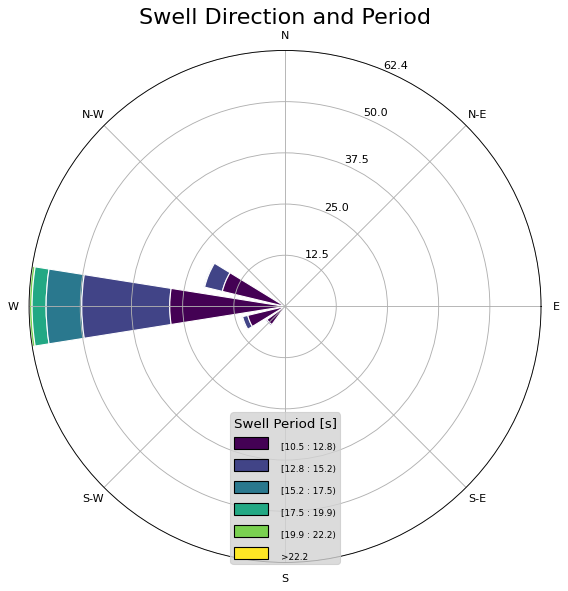 Swell Direction and Period
N
62.4
N-W
N-E
50.0
37.5
25.0
12.5
W
E
Swell Period [s]
[10.5 : 12.8)
[12.8 : 15.2)
[15.2 : 17.5)
[17.5 : 19.9)
[19.9 : 22.2)
>22.2
S-W
S-E
S